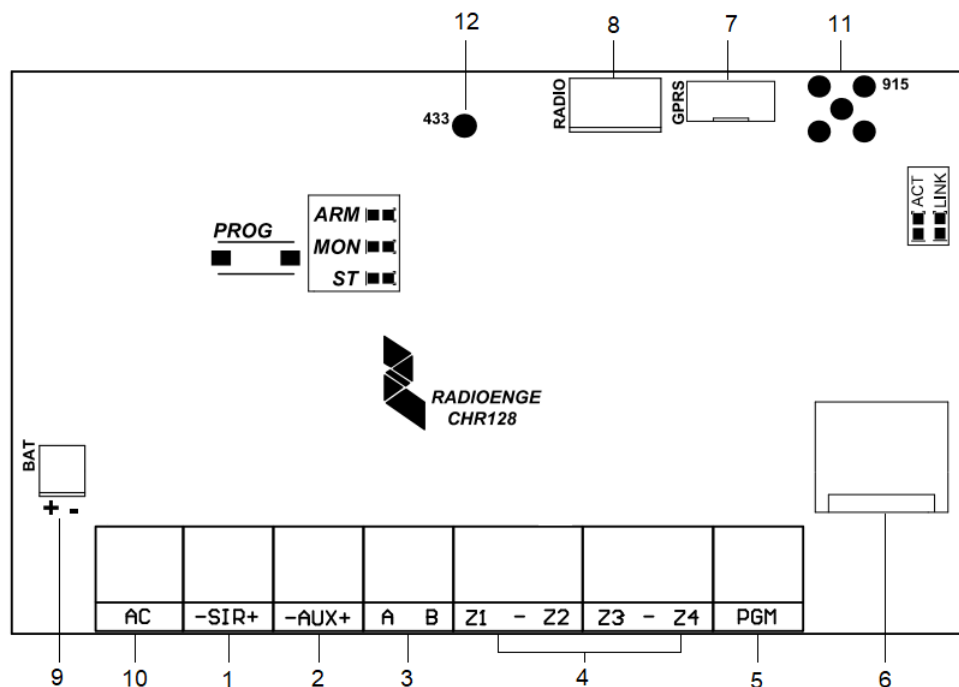 12 8 7 11
433 RADIO GPRS 915
ACT LINK
PROG
ARM
MON
ST
RADIOENGE
CHR128
BAT
+ -
AC -SIR+ -AUX+ A B Z1 - Z2 Z3 - Z4 PGM
9 10 1 2 3 4 5 6